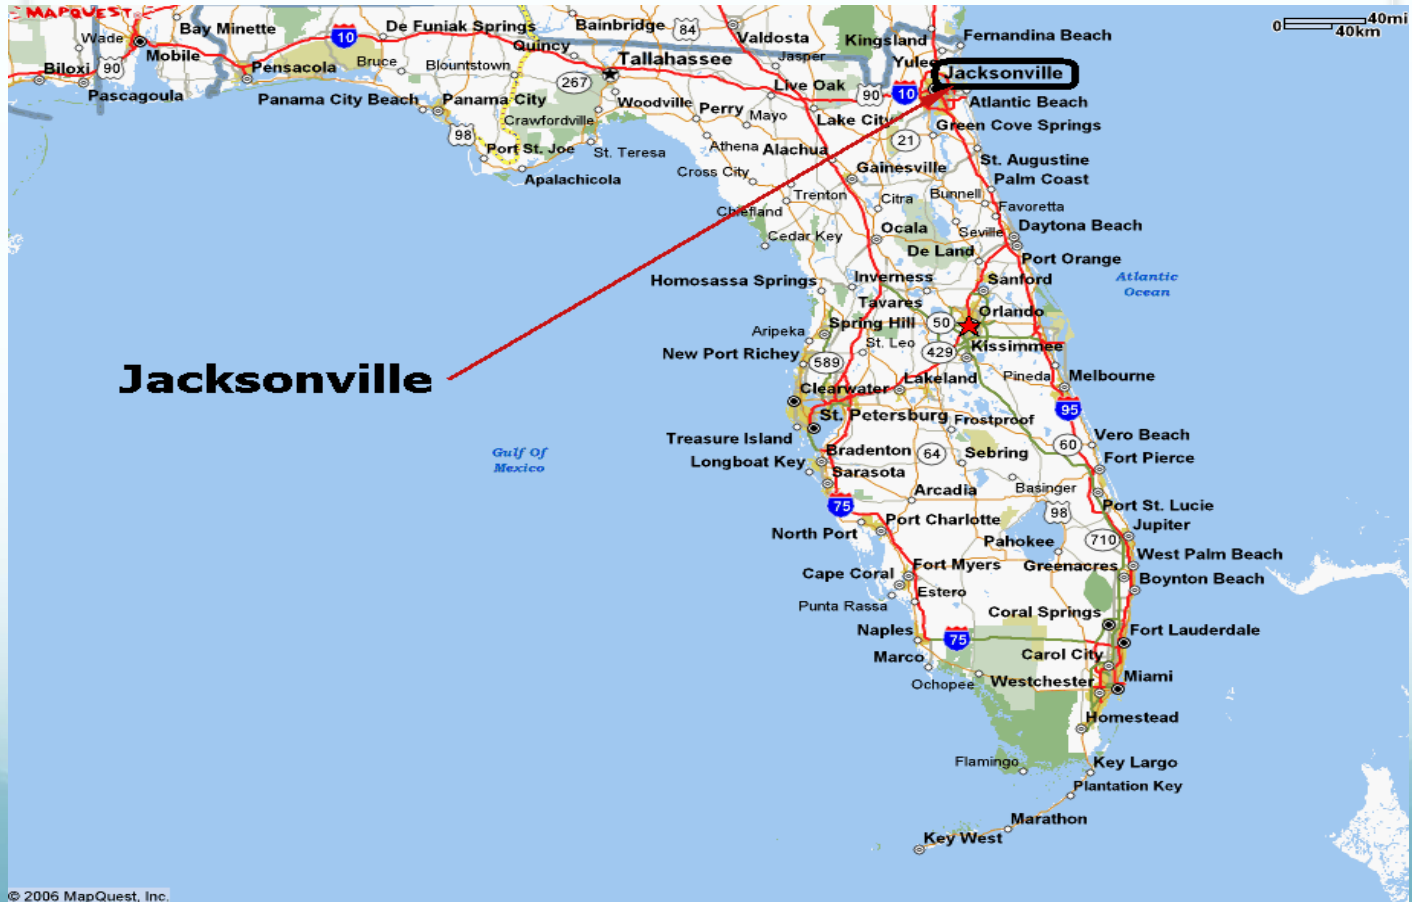 MAPQUEST
0 40mi
40km
Wade
Bay Minette
De Funiak Springs
Bainbridge
84
Valdosta
Kingsland
Fernandina Beach
10
Mobile
Quincy
Tallahassee
Jasper
Yulee
Jacksonville
Biloxi
90
Pensacola
Bruce
Blountstown
267
Live Oak
90
10
Pascagoula
Panama City Beach
Panama City
Woodville
Perry
Mayo
Lake City
Atlantic Beach
Crawfordville
98
21
Green Cove Springs
Port St. Joe
St. Teresa
Athena
Alachua
St. Augustine
Apalachicola
Cross City
Gainesville
Palm Coast
Trenton
Citra
Bunnell
Favoretta
Chiefland
Cedar Key
Ocala
Seville
Daytona Beach
De Land
Port Orange
Homosassa Springs
Inverness
Sanford
Atlantic
Ocean
Tavares
Orlando
Aripeka
Spring Hill
50
St. Leo
429
Kissimmee
New Port Richey
589
Jacksonville
Clearwater
Lakeland
Pineda
Melbourne
St. Petersburg
Frostproof
95
Treasure Island
Vero Beach
Gulf Of
Mexico
Longboat Key
Bradenton
64
Sebring
60
Fort Pierce
Sarasota
Arcadia
Basinger
75
98
Port St. Lucie
North Port
Port Charlotte
Jupiter
Pahokee
710
West Palm Beach
Cape Coral
Fort Myers
Greenacres
Boynton Beach
Punta Rassa
Estero
Coral Springs
Naples
75
Fort Lauderdale
Marco
Carol City
Ochopee
Westchester
Miami
Homestead
Flamingo
Key Largo
Plantation Key
Marathon
Key West
© 2006 MapQuest, Inc.